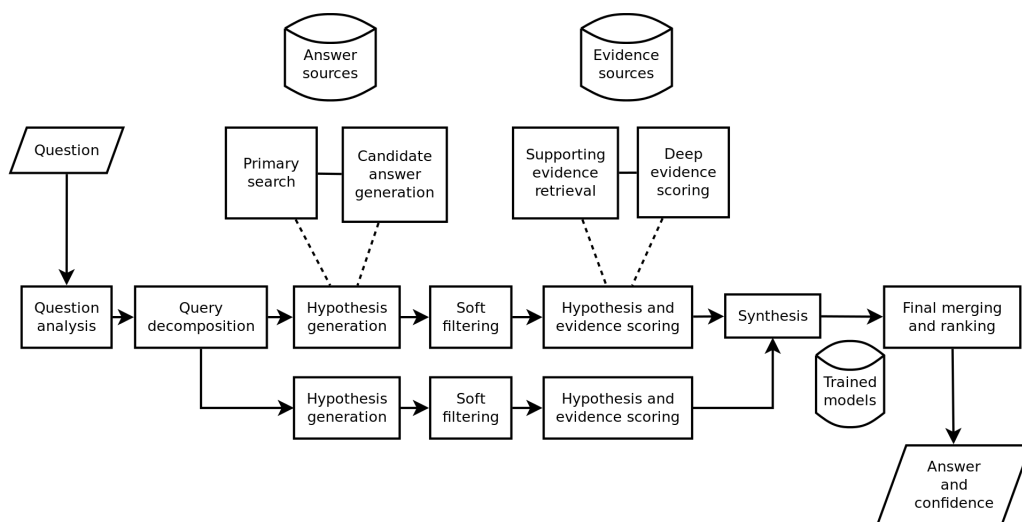 Answer
sources
Evidence
sources
Question
Primary
search
Candidate
answer
generation
Supporting
evidence
retrieval
Deep
evidence
scoring
Question
analysis
Query
decomposition
Hypothesis
generation
Soft
filtering
Hypothesis and
evidence scoring
Synthesis
Final merging
and ranking
Hypothesis
generation
Soft
filtering
Hypothesis and
evidence scoring
Trained
models
Answer
and
confidence